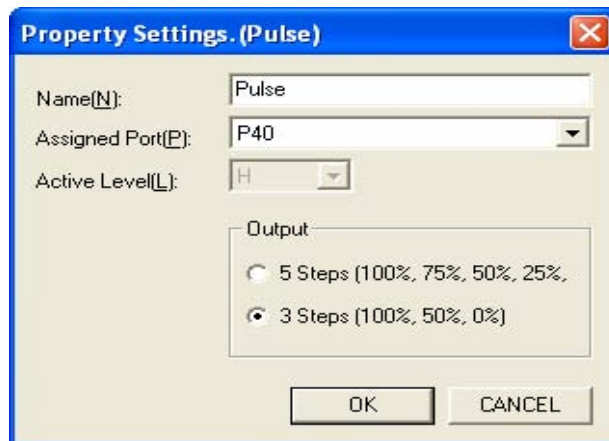 Property Settings.(Pulse)
Name(N):
Pulse
Assigned Port(P):
P40
Active Level(L):
H
Output
5 Steps (100%, 75%, 50%, 25%,
3 Steps (100%, 50%, 0%)
OK
CANCEL